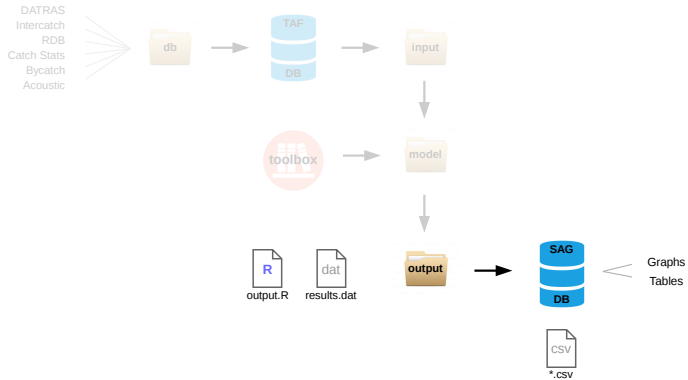 DATRAS
Intercatch
RDB
Catch Stats
Bycatch
Acoustic
db
TAF
DB
input
toolbox
model
R
output.R
dat
results.dat
output
SAG
DB
Graphs
Tables
csv
*.csv